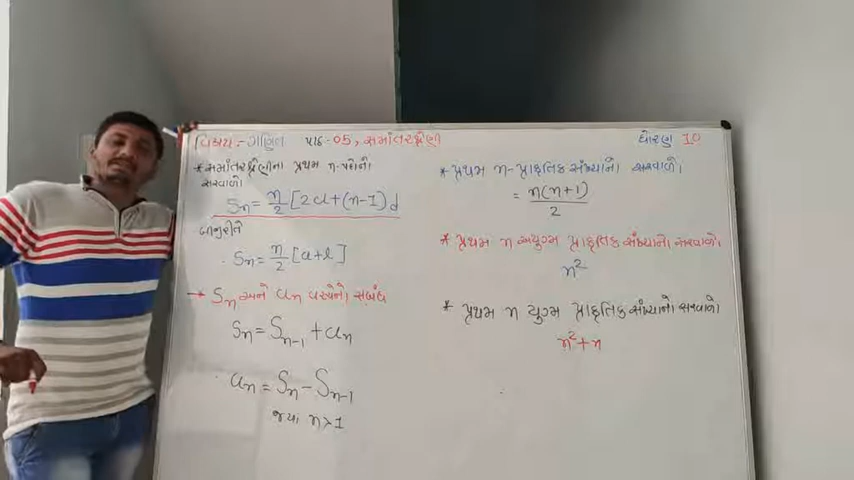 વિષય:- ગણિત પાઠ-05, સમાંતરશ્રેણી ધોરણ 10
*સમાંતરશ્રેણીના પ્રથમ n-પદોનો
સરવાળો
Sn = n/2 [2a+(n-1)d
બીજીરીતે
Sn = n/2 [a+l]
→ Sn અને an વચ્ચેનો સંબંધ
Sn = Sn-1 + an
an = Sn - Sn-1
જ્યાં n>1
* પ્રથમ n-પ્રાકૃતિક સંખ્યાનો સરવાળો
= n(n+1)/2
* પ્રથમ n અયુગ્મ પ્રાકૃતિક સંખ્યાનો સરવાળો
n²
* પ્રથમ n યુગ્મ પ્રાકૃતિક સંખ્યાનો સરવાળો
n²+n